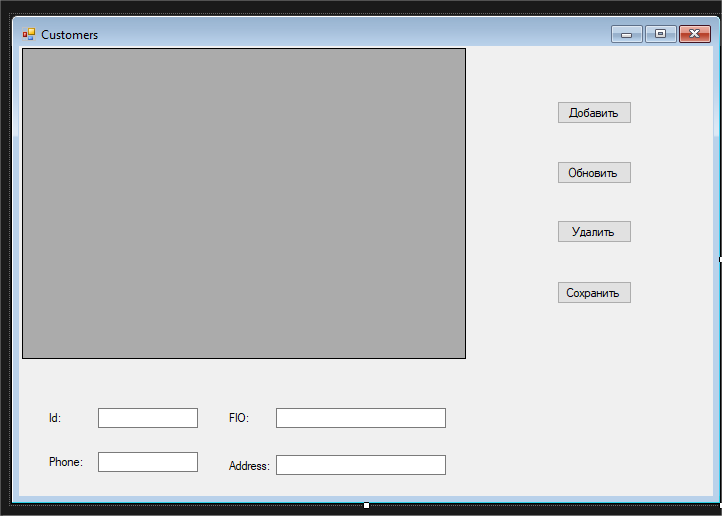 Customers
Добавить
Обновить
Удалить
Сохранить
Id:
FIO:
Phone:
Address: